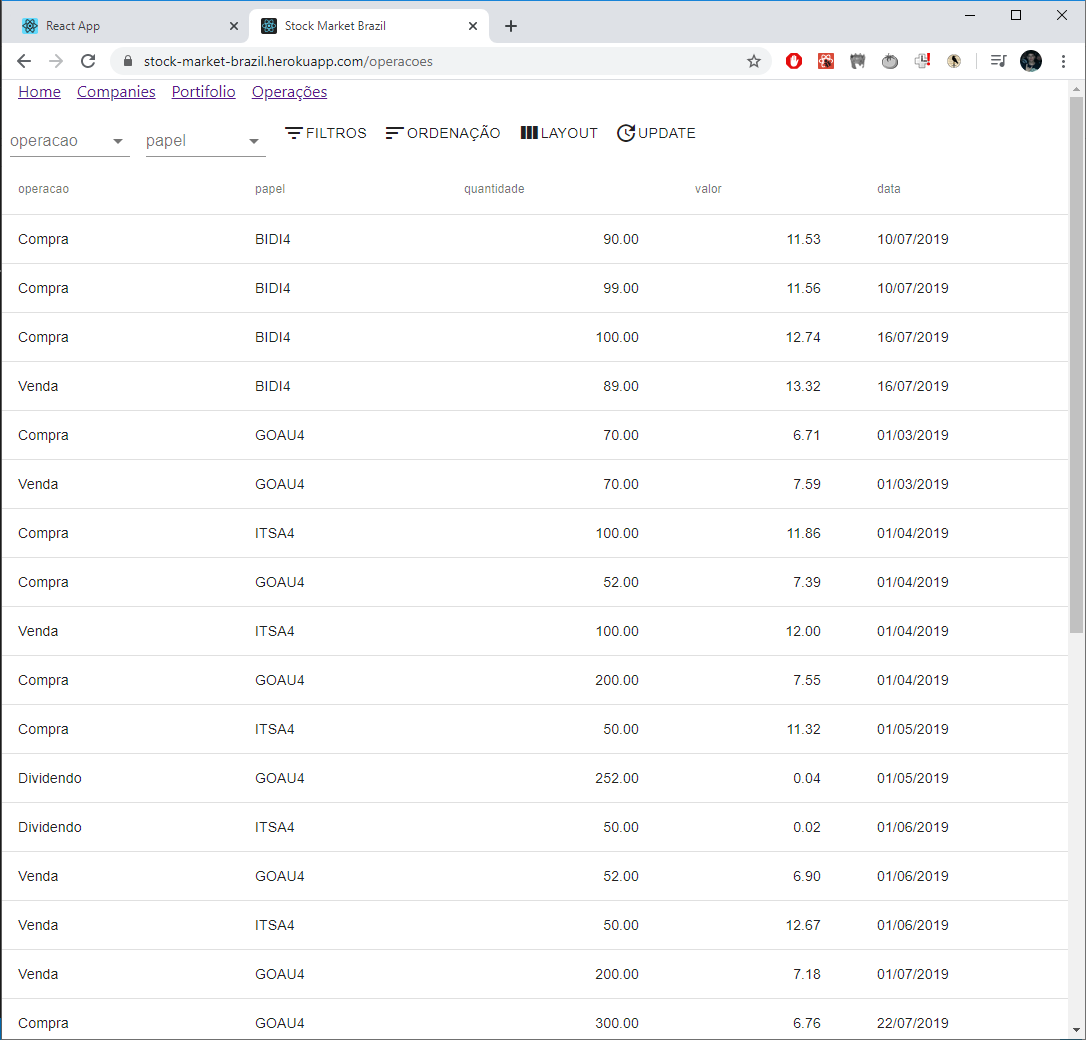 React App
Stock Market Brazil
stock-market-brazil.herokuapp.com/operacoes
Home Companies Portifolio Operações
operacao papel FILTROS ORDENAÇÃO LAYOUT UPDATE
operacao papel quantidade valor data
Compra BIDI4 90.00 11.53 10/07/2019
Compra BIDI4 99.00 11.56 10/07/2019
Compra BIDI4 100.00 12.74 16/07/2019
Venda BIDI4 89.00 13.32 16/07/2019
Compra GOAU4 70.00 6.71 01/03/2019
Venda GOAU4 70.00 7.59 01/03/2019
Compra ITSA4 100.00 11.86 01/04/2019
Compra GOAU4 52.00 7.39 01/04/2019
Venda ITSA4 100.00 12.00 01/04/2019
Compra GOAU4 200.00 7.55 01/04/2019
Compra ITSA4 50.00 11.32 01/05/2019
Dividendo GOAU4 252.00 0.04 01/05/2019
Dividendo ITSA4 50.00 0.02 01/06/2019
Venda GOAU4 52.00 6.90 01/06/2019
Venda ITSA4 50.00 12.67 01/06/2019
Venda GOAU4 200.00 7.18 01/07/2019
Compra GOAU4 300.00 6.76 22/07/2019